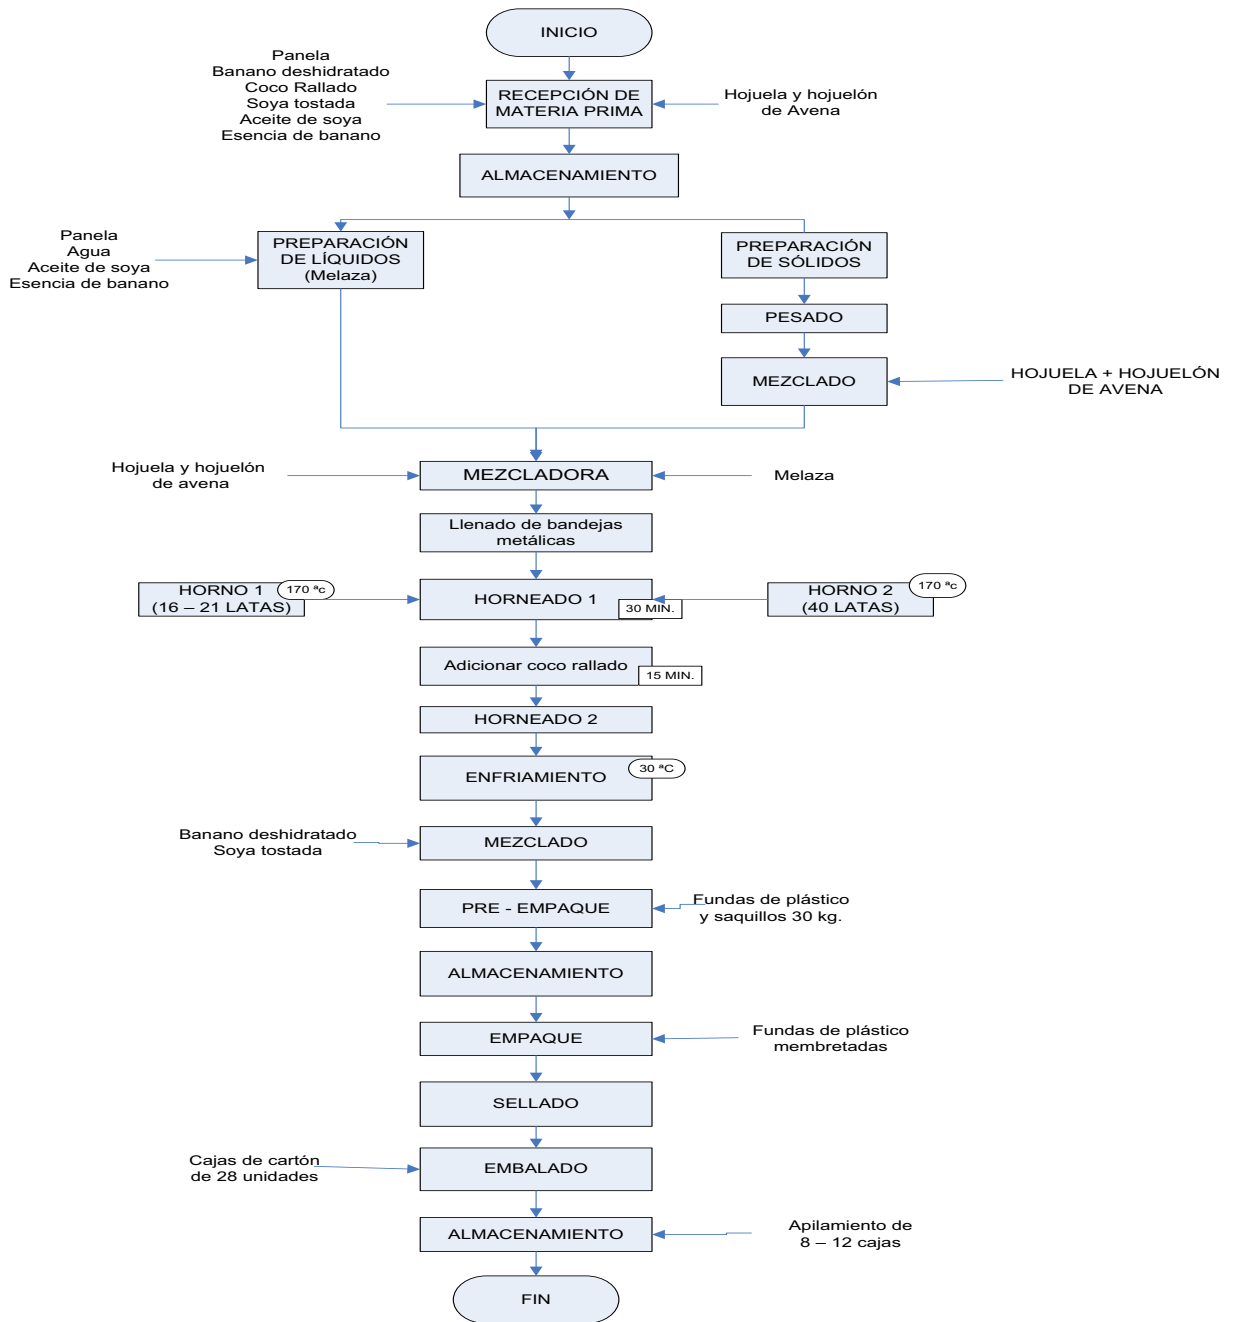 INICIO
Panela
Banano deshidratado
Coco Rallado
Soya tostada
Aceite de soya
Esencia de banano
RECEPCIÓN DE
MATERIA PRIMA
Hojuela y hojuelón
de Avena
ALMACENAMIENTO
Panela
Agua
Aceite de soya
Esencia de banano
PREPARACIÓN
DE LÍQUIDOS
(Melaza)
PREPARACIÓN
DE SÓLIDOS
PESADO
MEZCLADO
HOJUELA + HOJUELÓN
DE AVENA
Hojuela y hojuelón
de avena
MEZCLADORA
Melaza
Llenado de bandejas
metálicas
HORNO 1
(16 – 21 LATAS)
170 ªc
HORNEADO 1
30 MIN.
HORNO 2
(40 LATAS)
170 ªc
Adicionar coco rallado
15 MIN.
HORNEADO 2
ENFRIAMIENTO
30 ªC
Banano deshidratado
Soya tostada
MEZCLADO
PRE - EMPAQUE
Fundas de plástico
y saquillos 30 kg.
ALMACENAMIENTO
EMPAQUE
Fundas de plástico
membretadas
SELLADO
Cajas de cartón
de 28 unidades
EMBALADO
ALMACENAMIENTO
Apilamiento de
8 – 12 cajas
FIN